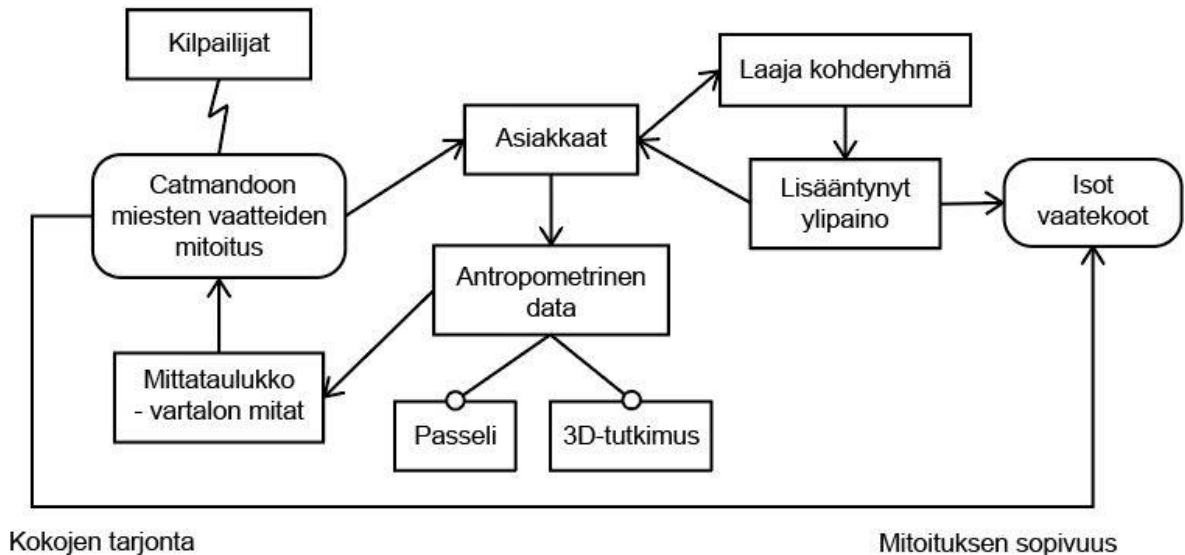 Kilpailijat
Laaja kohderyhmä
Asiakkaat
Catmandoon
miesten vaatteiden
mitoitus
Lisääntynyt
ylipaino
Isot
vaatekoot
Antropometrinen
data
Mittataulukko
- vartalon mitat
Passeli
3D-tutkimus
Kokojen tarjonta
Mitoituksen sopivuus